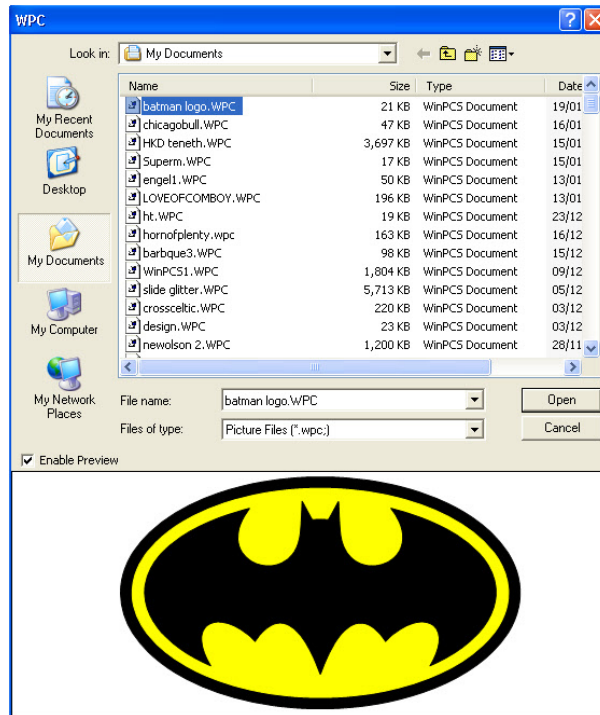 WPC
Look in: My Documents
Name Size Type Date
batman logo.WPC 21 KB WinPCS Document 19/01
chicagobull.WPC 47 KB WinPCS Document 16/01
HKD teneth.WPC 3,697 KB WinPCS Document 15/01
Superm.WPC 17 KB WinPCS Document 15/01
engel1.WPC 50 KB WinPCS Document 13/01
LOVEOFCOMBOY.WPC 196 KB WinPCS Document 13/01
ht.WPC 19 KB WinPCS Document 23/12
hornofplenty.wpc 163 KB WinPCS Document 16/12
barbque3.WPC 98 KB WinPCS Document 15/12
WinPCS1.WPC 1,804 KB WinPCS Document 09/12
slide glitter.WPC 5,713 KB WinPCS Document 05/12
crossceltic.WPC 220 KB WinPCS Document 03/12
design.WPC 23 KB WinPCS Document 03/12
newolson 2.WPC 1,200 KB WinPCS Document 28/11
My Recent
Documents
Desktop
My Documents
My Computer
My Network
Places
File name: batman logo.WPC Open
Files of type: Picture Files (*.wpc;) Cancel
Enable Preview